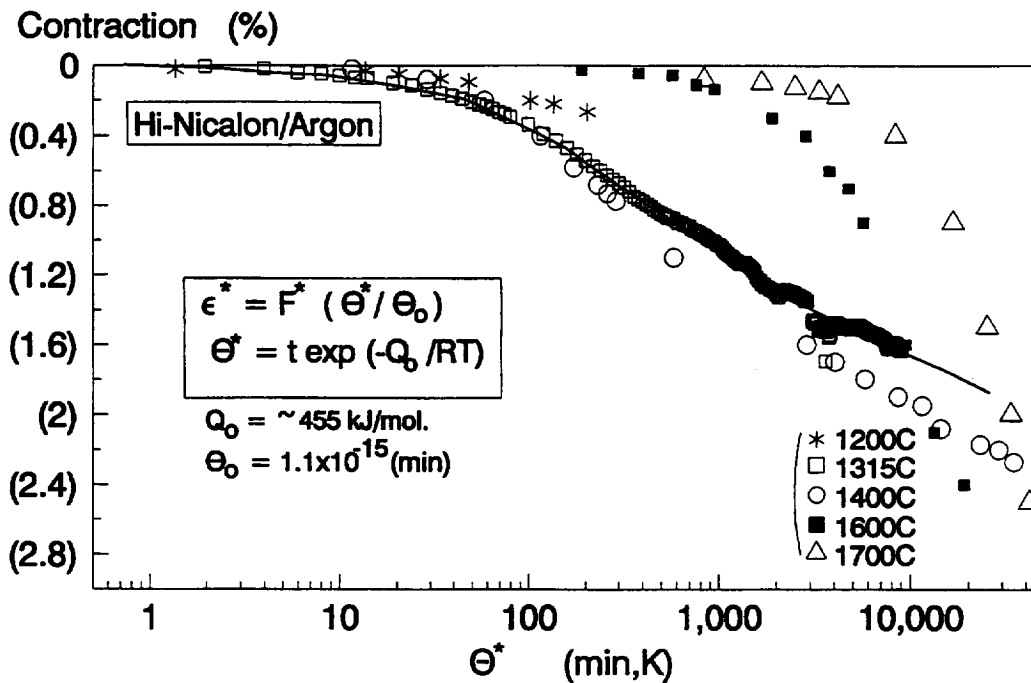 Contraction (%)
0
(0.4)
(0.8)
(1.2)
(1.6)
(2)
(2.4)
(2.8)
Hi-Nicalon/Argon
ϵ* = F* (Θ*/Θo)
Θ* = t exp (-Qo/RT)
Qo = ~455 kJ/mol.
Θo = 1.1x10^-15 (min)
1200C
1315C
1400C
1600C
1700C
1 10 100 1,000 10,000
Θ* (min,K)